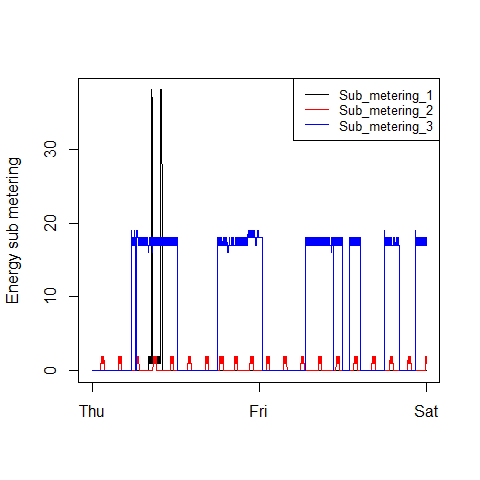 Sub_metering_1
Sub_metering_2
Sub_metering_3
Energy sub metering
30
20
10
0
Thu Fri Sat